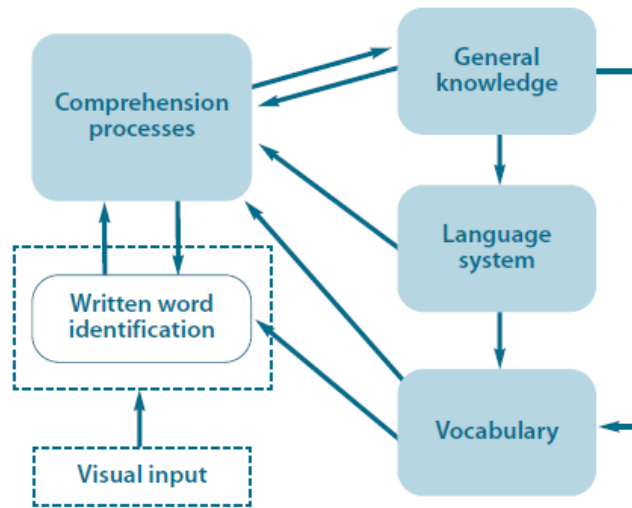 General
knowledge
Comprehension
processes
Language
system
Written word
identification
Vocabulary
Visual input